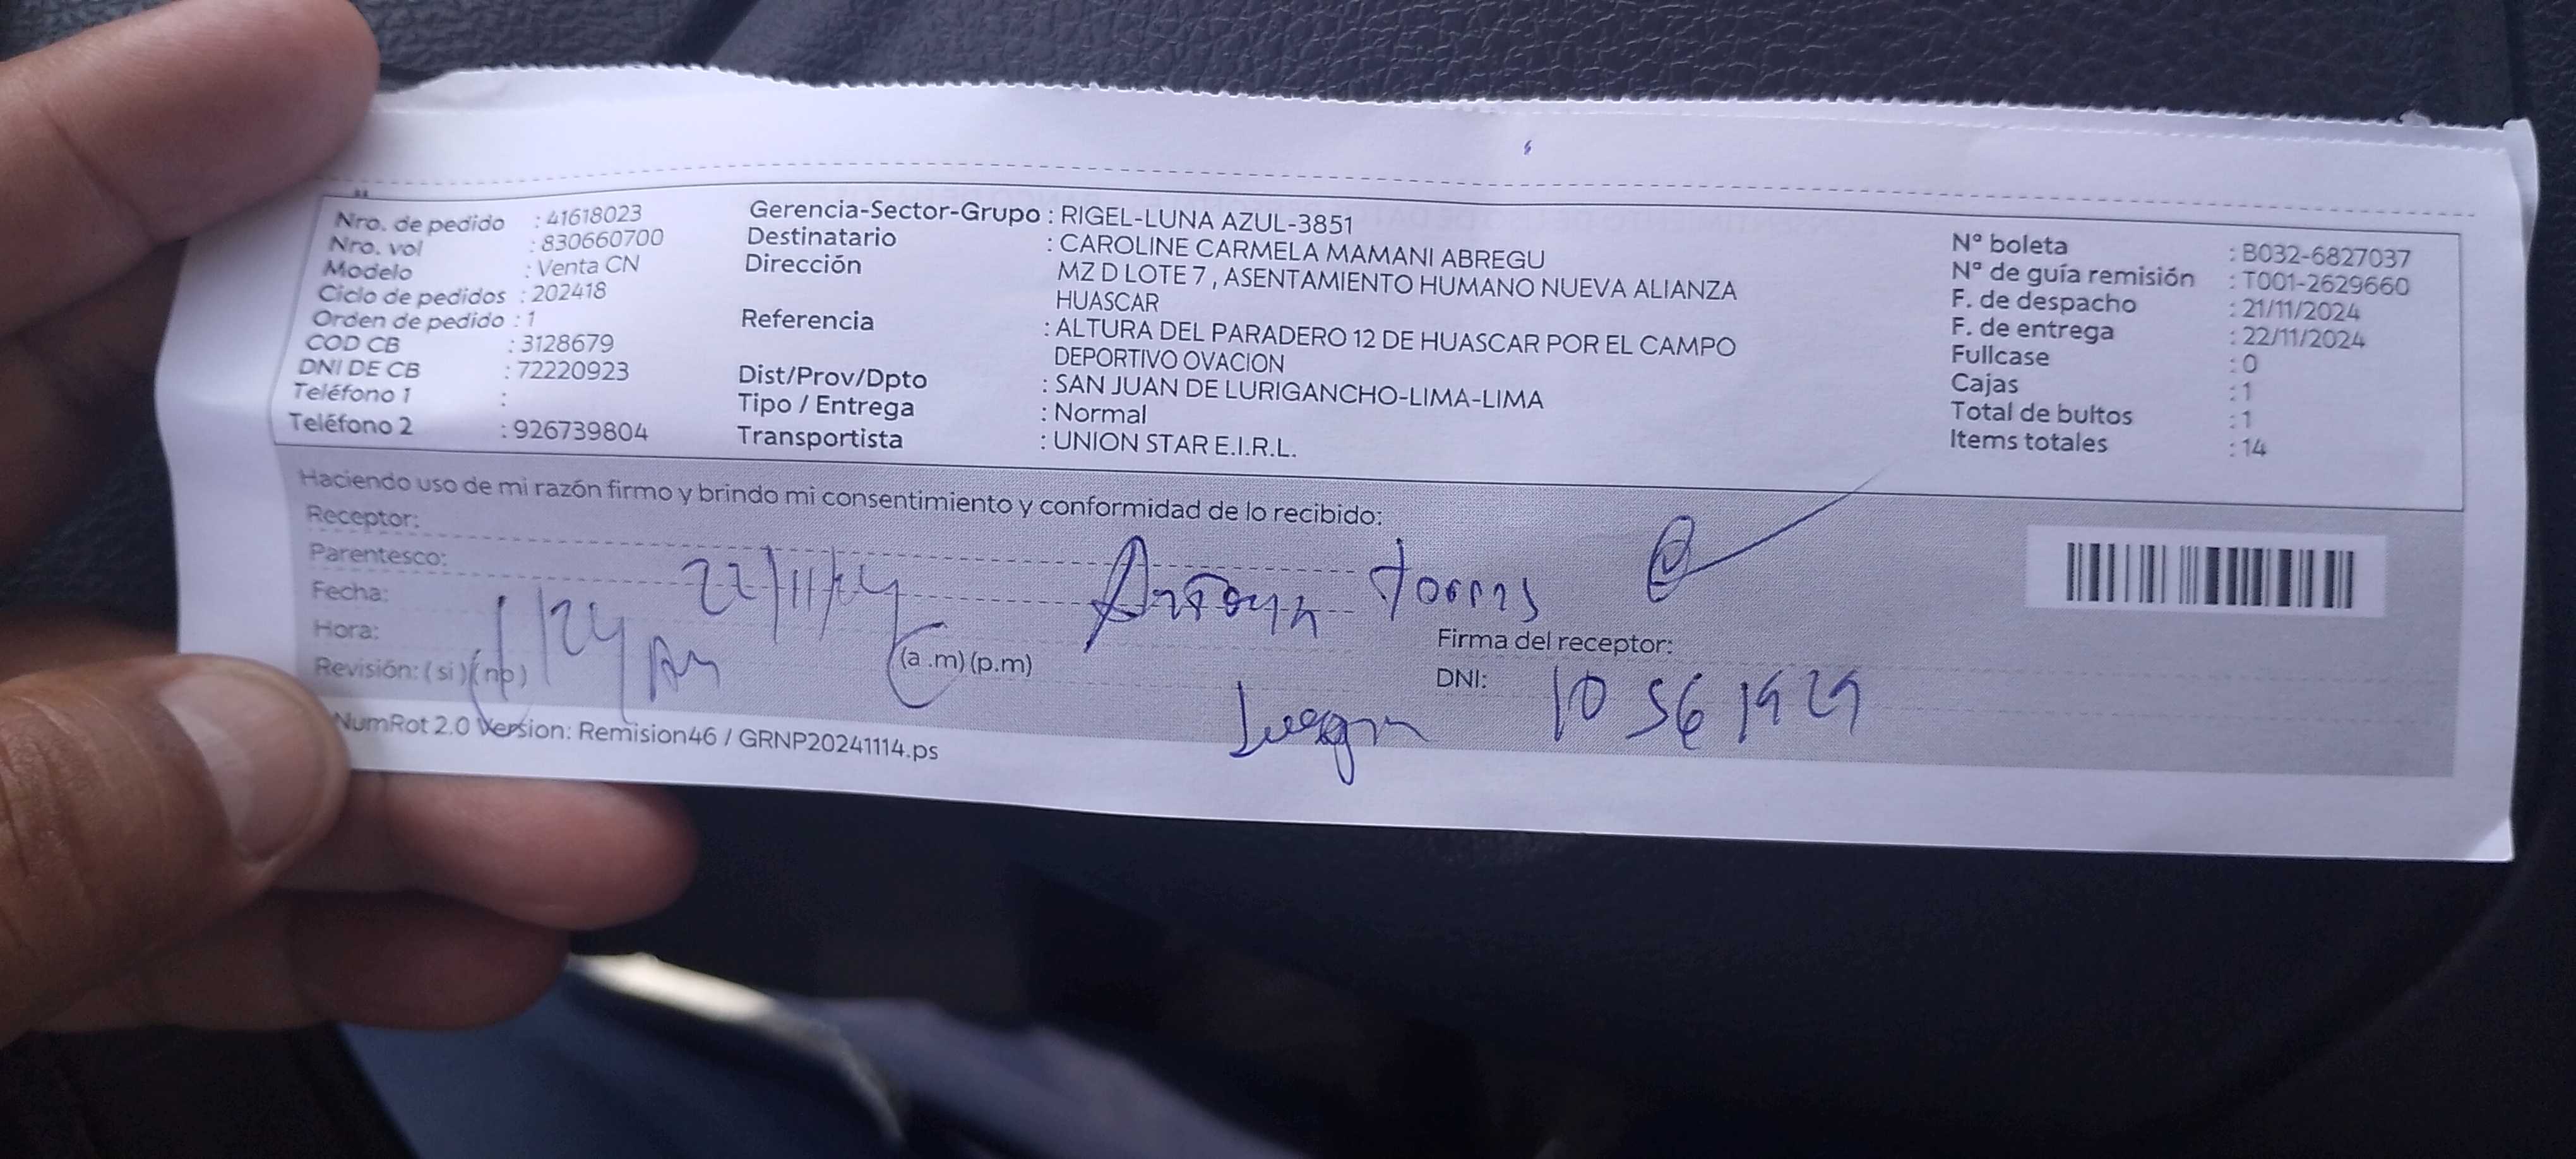 Nro. de pedido : 41618023
Nro. vol : 830660700
Modelo : Venta CN
Ciclo de pedidos : 202418
Orden de pedido : 1
COD CB : 3128679
DNI DE CB : 72220923
Teléfono 1 :
Teléfono 2 : 926739804
Gerencia-Sector-Grupo : RIGEL-LUNA AZUL-3851
Destinatario : CAROLINE CARMELA MAMANI ABREGU
Dirección MZ D LOTE 7 , ASENTAMIENTO HUMANO NUEVA ALIANZA
HUASCAR
Referencia : ALTURA DEL PARADERO 12 DE HUASCAR POR EL CAMPO
DEPORTIVO OVACION
Dist/Prov/Dpto : SAN JUAN DE LURIGANCHO-LIMA-LIMA
Tipo / Entrega : Normal
Transportista : UNION STAR E.I.R.L.
N° boleta : B032-6827037
N° de guía remisión : T001-2629660
F. de despacho : 21/11/2024
F. de entrega : 22/11/2024
Fullcase : 0
Cajas : 1
Total de bultos : 1
Items totales : 14
Haciendo uso de mi razón firmo y brindo mi consentimiento y conformidad de lo recibido:
Receptor:
Parentesco:
Fecha: 22/11/24
Hora: (a .m) (p.m)
Revisión: ( si ) ( no )
Torres
Firma del receptor:
DNI: 10 561929
NumRot 2.0 Version: Remision46 / GRNP20241114.ps